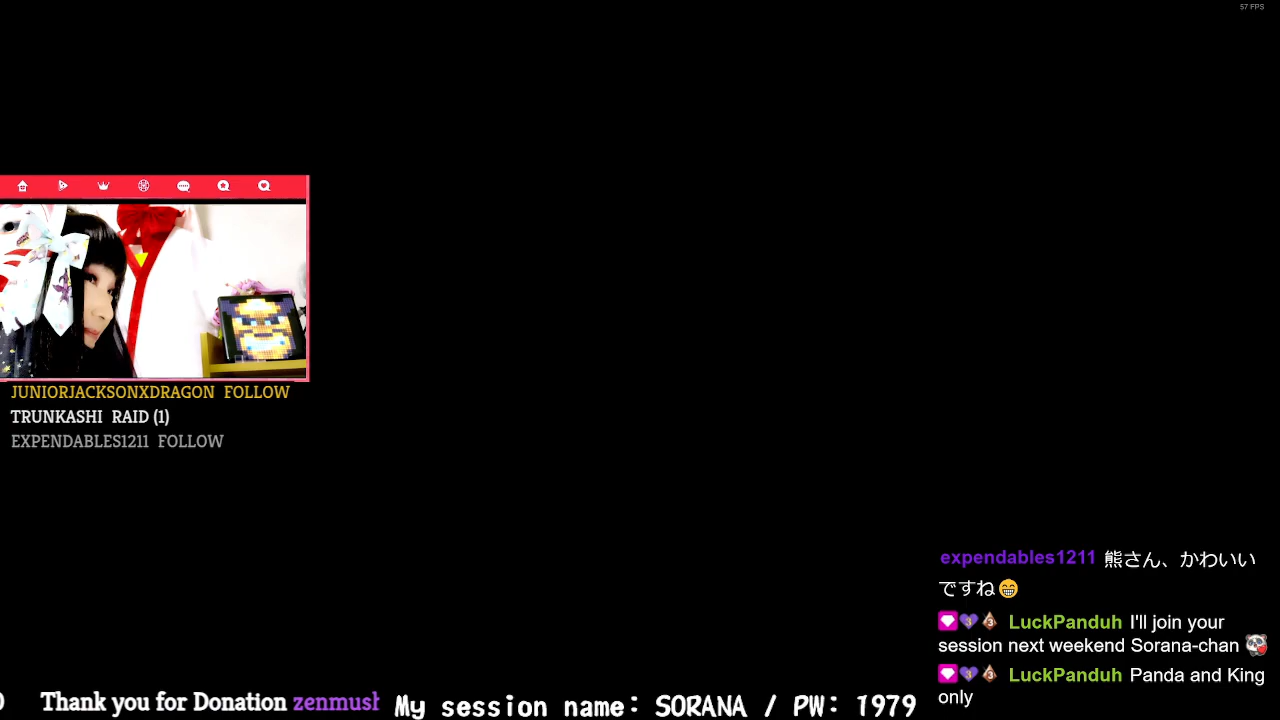 57 FPS
JUNIORJACKSONXDRAGON FOLLOW
TRUNKASHI RAID (1)
EXPENDABLES1211 FOLLOW
expendables1211 熊さん、かわいい
ですね😁
LuckPanduh I'll join your
session next weekend Sorana-chan
LuckPanduh Panda and King
only
Thank you for Donation zenmush
My session name: SORANA / PW: 1979